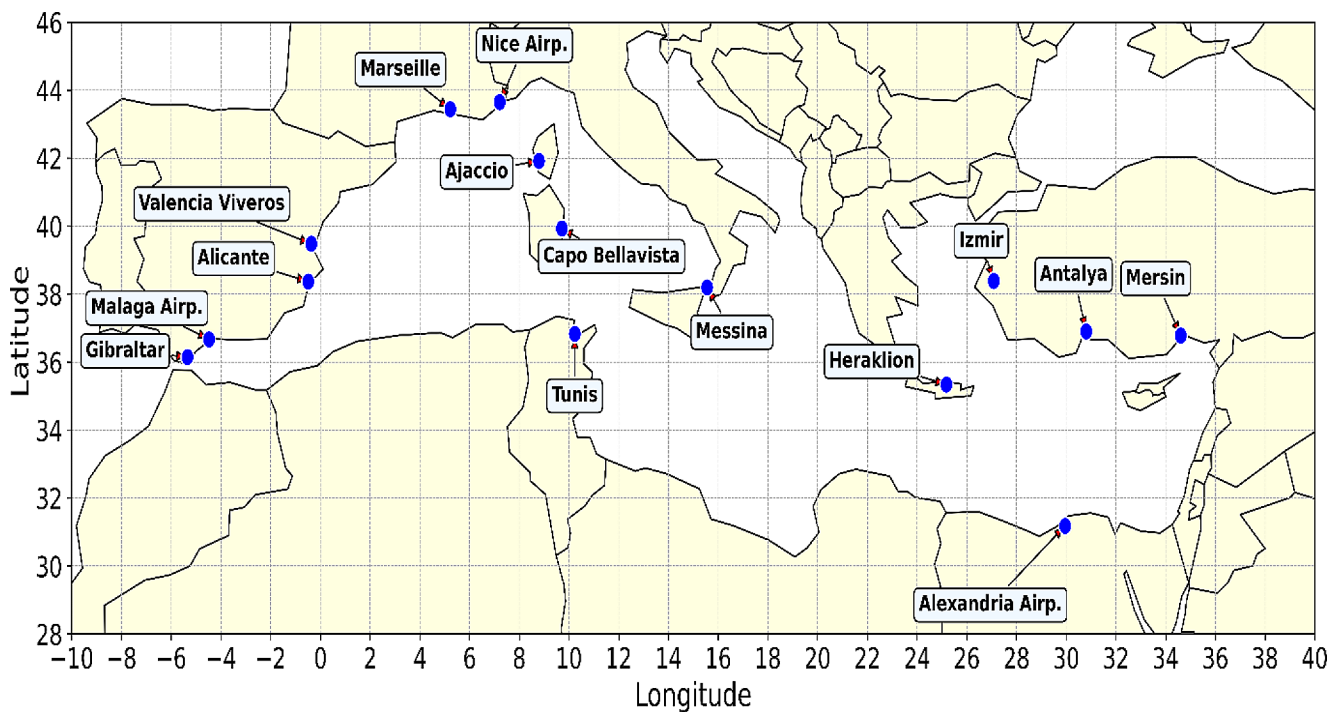 46
44
42
40
38
36
34
32
30
28
Latitude
Nice Airp.
Marseille
Ajaccio
Valencia Viveros
Alicante
Capo Bellavista
Izmir
Antalya
Mersin
Malaga Airp.
Gibraltar
Messina
Heraklion
Tunis
Alexandria Airp.
−10 −8 −6 −4 −2 0 2 4 6 8 10 12 14 16 18 20 22 24 26 28 30 32 34 36 38 40
Longitude